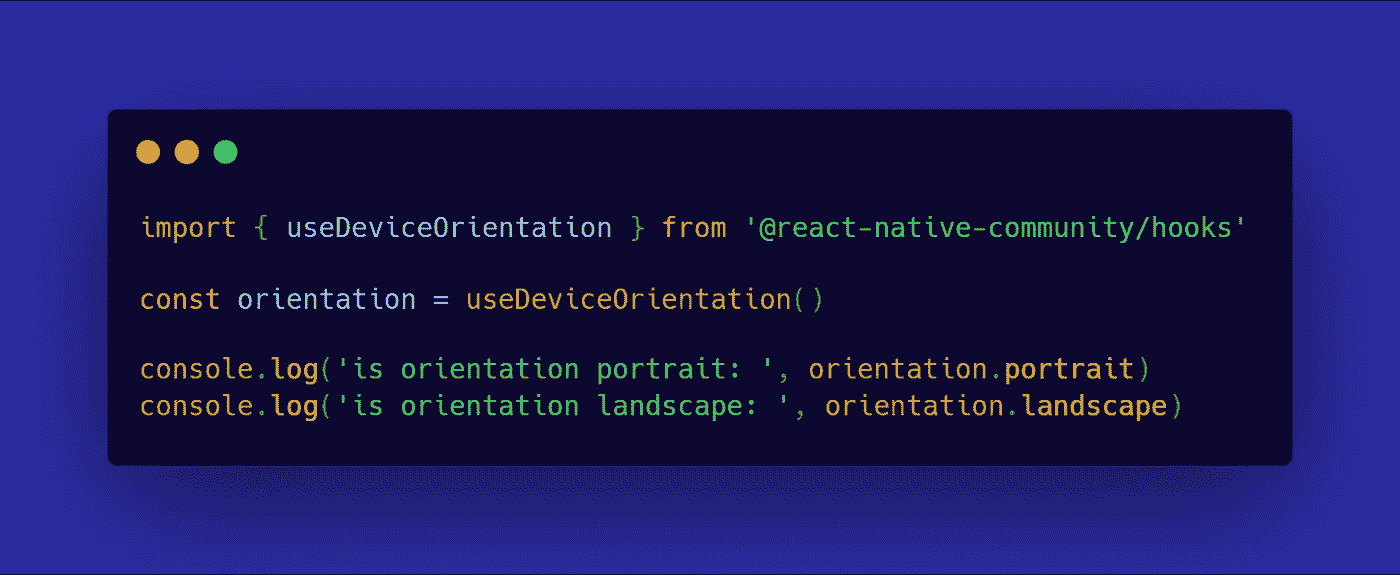 import { useDeviceOrientation } from '@react-native-community/hooks'
const orientation = useDeviceOrientation()
console.log('is orientation portrait: ', orientation.portrait)
console.log('is orientation landscape: ', orientation.landscape)